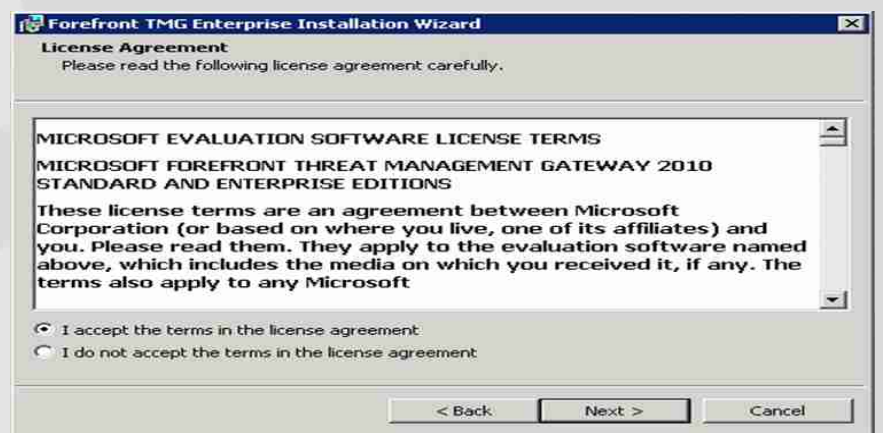 Forefront TMG Enterprise Installation Wizard
License Agreement
Please read the following license agreement carefully.
MICROSOFT EVALUATION SOFTWARE LICENSE TERMS
MICROSOFT FOREFRONT THREAT MANAGEMENT GATEWAY 2010
STANDARD AND ENTERPRISE EDITIONS
These license terms are an agreement between Microsoft
Corporation (or based on where you live, one of its affiliates) and
you. Please read them. They apply to the evaluation software named
above, which includes the media on which you received it, if any. The
terms also apply to any Microsoft
I accept the terms in the license agreement
I do not accept the terms in the license agreement
< Back Next > Cancel